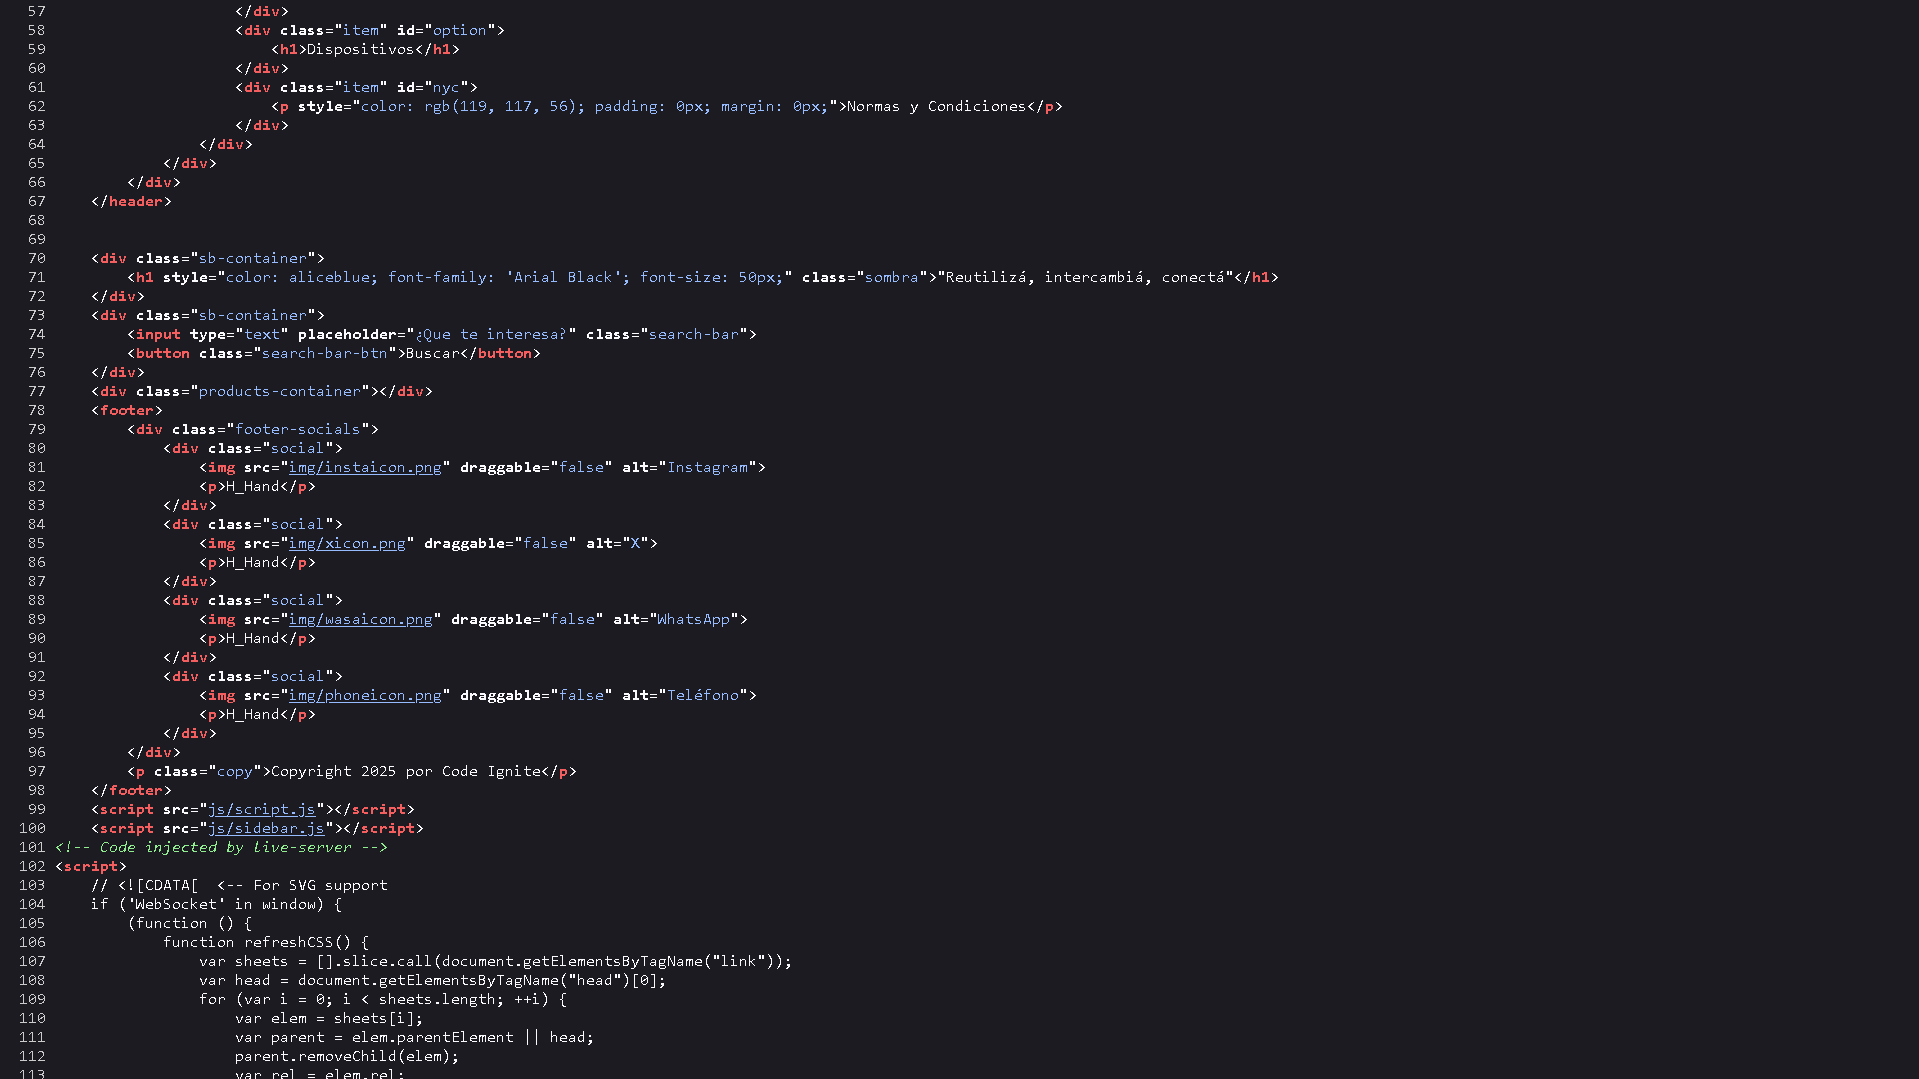 57                     </div>
58                     <div class="item" id="option">
59                         <h1>Dispositivos</h1>
60                     </div>
61                     <div class="item" id="nyc">
62                         <p style="color: rgb(119, 117, 56); padding: 0px; margin: 0px;">Normas y Condiciones</p>
63                     </div>
64                 </div>
65             </div>
66         </div>
67     </header>
68
69
70     <div class="sb-container">
71         <h1 style="color: aliceblue; font-family: 'Arial Black'; font-size: 50px;" class="sombra">"Reutilizá, intercambiá, conectá"</h1>
72     </div>
73     <div class="sb-container">
74         <input type="text" placeholder="¿Que te interesa?" class="search-bar">
75         <button class="search-bar-btn">Buscar</button>
76     </div>
77     <div class="products-container"></div>
78     <footer>
79         <div class="footer-socials">
80             <div class="social">
81                 <img src="img/instaicon.png" draggable="false" alt="Instagram">
82                 <p>H_Hand</p>
83             </div>
84             <div class="social">
85                 <img src="img/xicon.png" draggable="false" alt="X">
86                 <p>H_Hand</p>
87             </div>
88             <div class="social">
89                 <img src="img/wasaicon.png" draggable="false" alt="WhatsApp">
90                 <p>H_Hand</p>
91             </div>
92             <div class="social">
93                 <img src="img/phoneicon.png" draggable="false" alt="Teléfono">
94                 <p>H_Hand</p>
95             </div>
96         </div>
97         <p class="copy">Copyright 2025 por Code Ignite</p>
98     </footer>
99     <script src="js/script.js"></script>
100     <script src="js/sidebar.js"></script>
101 <!-- Code injected by live-server -->
102 <script>
103     // <![CDATA[  <-- For SVG support
104     if ('WebSocket' in window) {
105         (function () {
106             function refreshCSS() {
107                 var sheets = [].slice.call(document.getElementsByTagName("link"));
108                 var head = document.getElementsByTagName("head")[0];
109                 for (var i = 0; i < sheets.length; ++i) {
110                     var elem = sheets[i];
111                     var parent = elem.parentElement || head;
112                     parent.removeChild(elem);
113                     var rel = elem.rel;